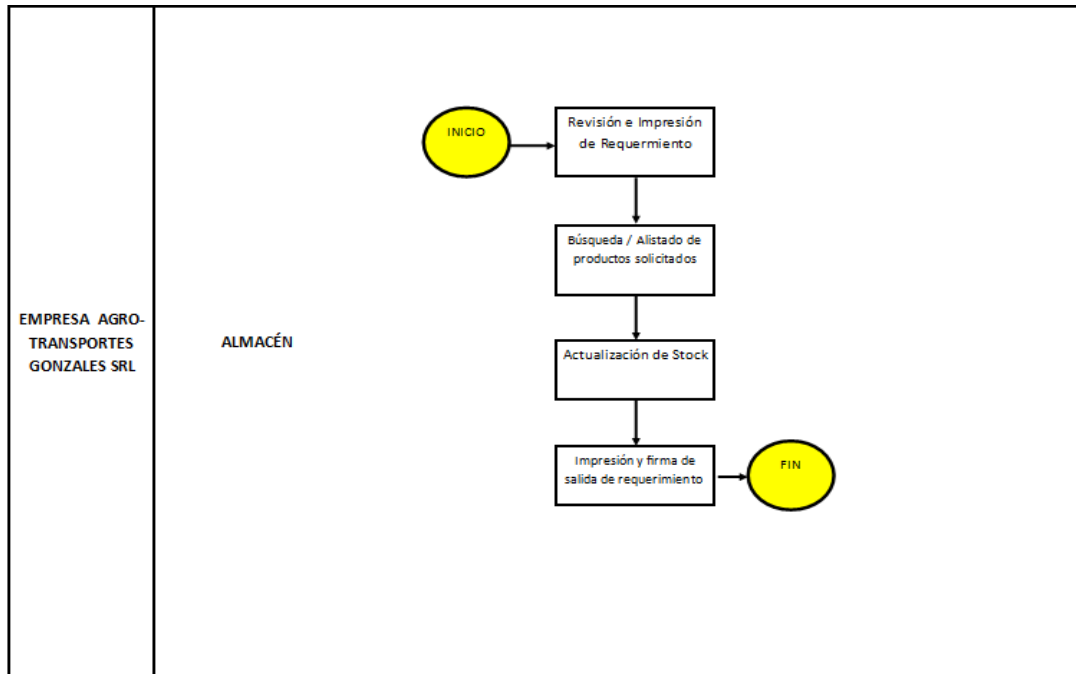 EMPRESA AGRO-
TRANSPORTES
GONZALES SRL
ALMACÉN
INICIO
Revisión e Impresión
de Requermiento
Búsqueda / Alistado de
productos solicitados
Actualización de Stock
Impresión y firma de
salida de requerimiento
FIN